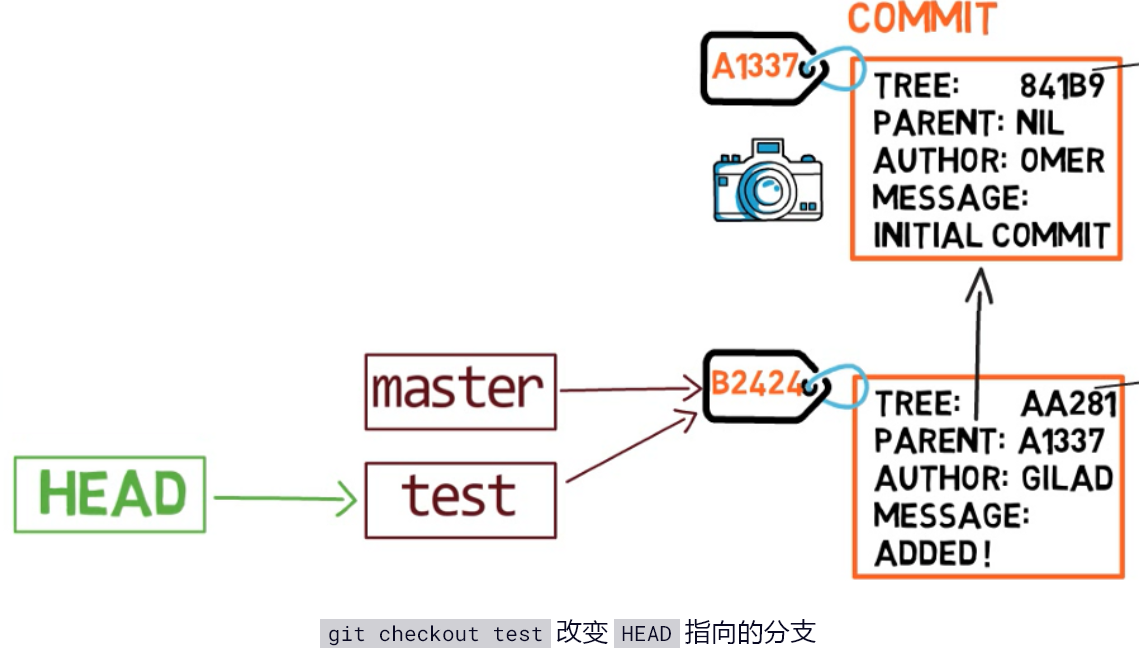 COMMIT
A1337
TREE: 841B9
PARENT: NIL
AUTHOR: OMER
MESSAGE:
INITIAL COMMIT
master
B2424
TREE: AA281
PARENT: A1337
AUTHOR: GILAD
MESSAGE:
ADDED!
HEAD
test
git checkout test 改变 HEAD 指向的分支